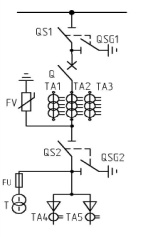 QS1
QSG1
Q
TA1 TA2 TA3
FV
QS2
QSG2
FU
T
TA4 TA5